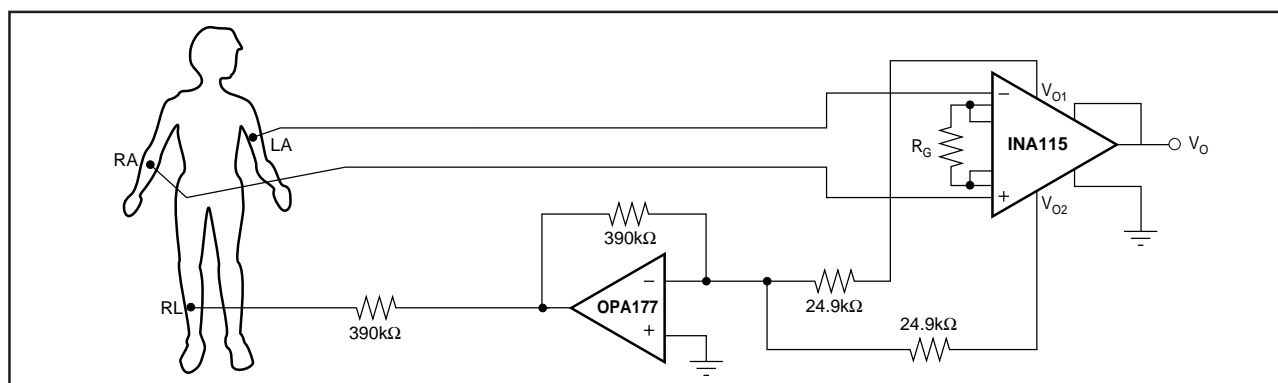 V_O1
−
LA
INA115
R_G
V_O
RA
+
V_O2
390kΩ
−
OPA177
+
24.9kΩ
RL
390kΩ
24.9kΩ